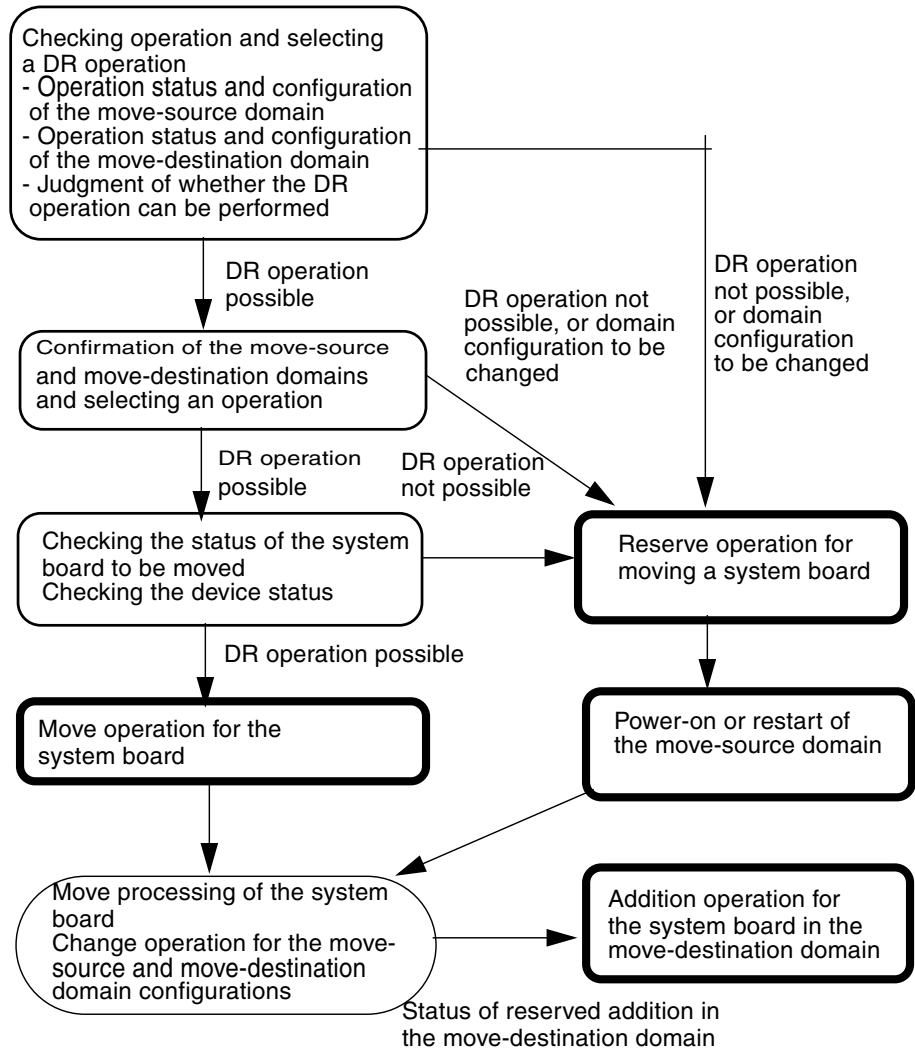 Checking operation and selecting
a DR operation
- Operation status and configuration
of the move-source domain
- Operation status and configuration
of the move-destination domain
- Judgment of whether the DR
operation can be performed
DR operation
possible
DR operation not
possible, or domain
configuration to be
changed
DR operation
not possible,
or domain
configuration
to be changed
Confirmation of the move-source
and move-destination domains
and selecting an operation
DR operation
possible
DR operation
not possible
Checking the status of the system
board to be moved
Checking the device status
Reserve operation for
moving a system board
DR operation possible
Move operation for the
system board
Power-on or restart of
the move-source domain
Move processing of the system
board
Change operation for the move-
source and move-destination
domain configurations
Addition operation for
the system board in the
move-destination domain
Status of reserved addition in
the move-destination domain